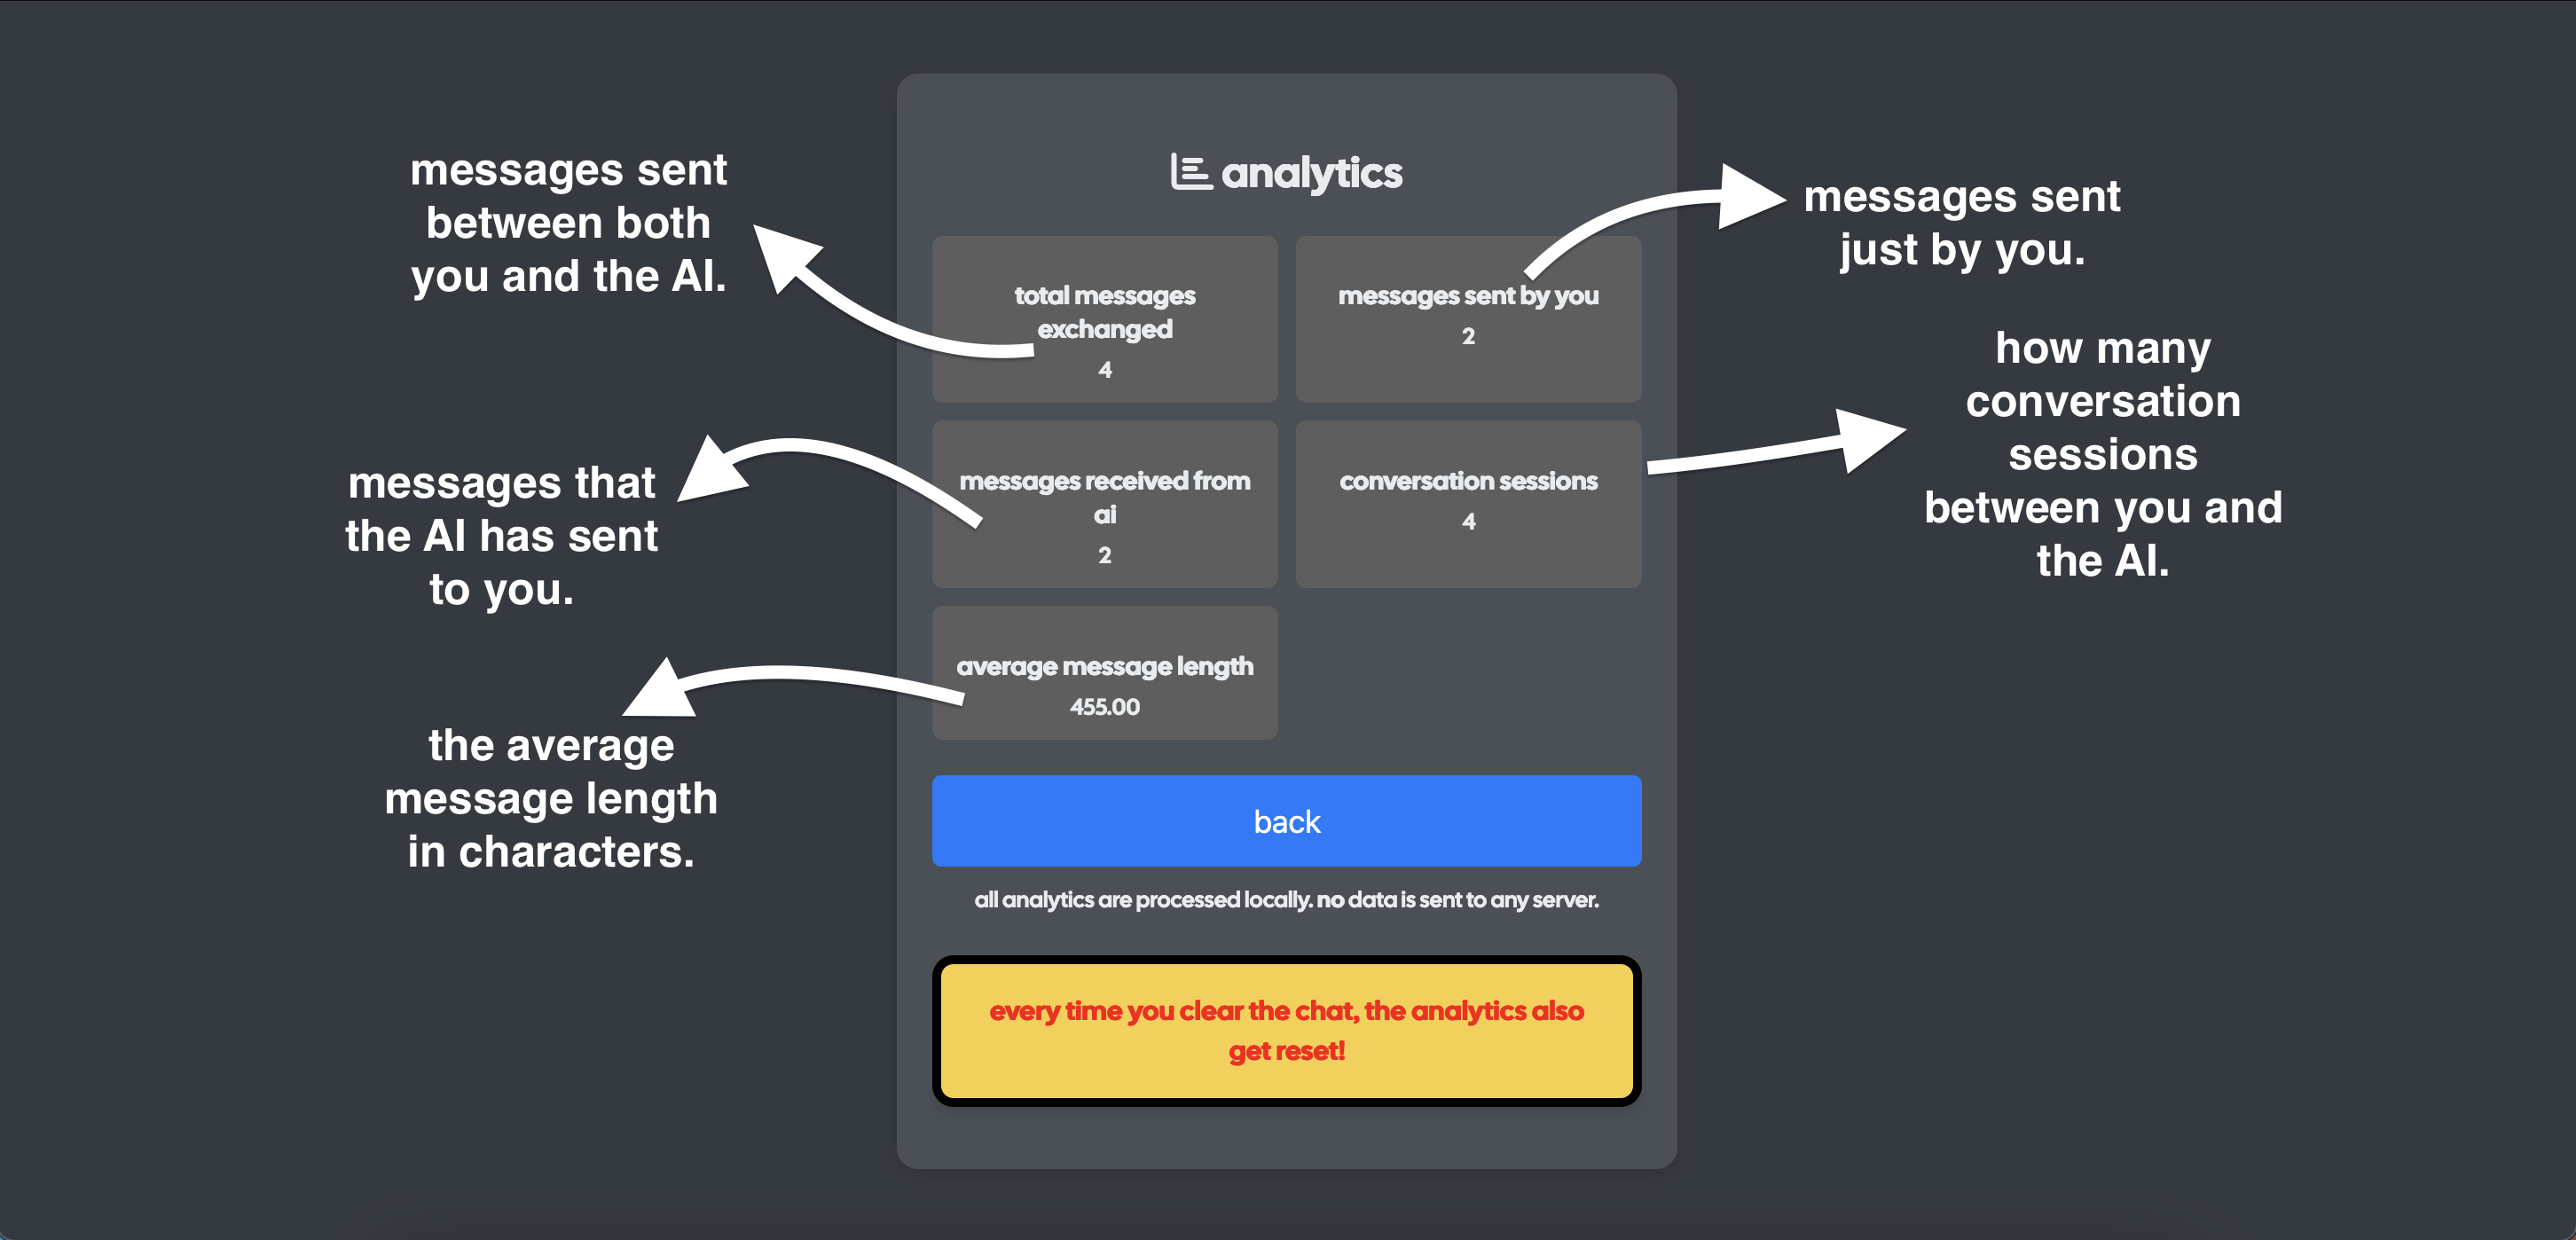 analytics
messages sent
between both
you and the AI.
messages sent
just by you.
total messages
exchanged
4
messages sent by you
2
how many
conversation
sessions
between you and
the AI.
messages that
the AI has sent
to you.
messages received from
ai
2
conversation sessions
4
average message length
455.00
the average
message length
in characters.
back
all analytics are processed locally. no data is sent to any server.
every time you clear the chat, the analytics also
get reset!